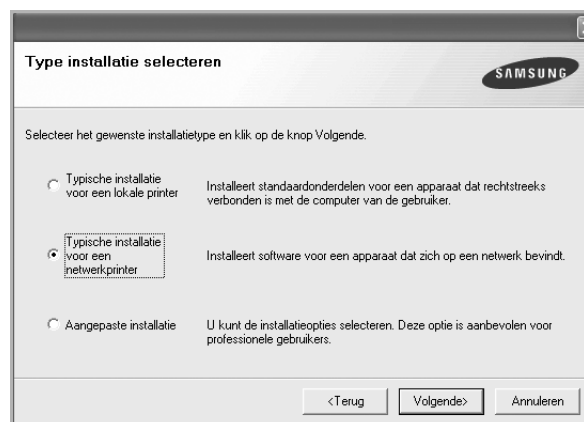 Type installatie selecteren
SAMSUNG
Selecteer het gewenste installatietype en klik op de knop Volgende.
Typische installatie
voor een lokale printer
Installeert standaardonderdelen voor een apparaat dat rechtstreeks
verbonden is met de computer van de gebruiker.
Typische installatie
voor een
netwerkprinter
Installeert software voor een apparaat dat zich op een netwerk bevindt.
Aangepaste installatie
U kunt de installatieopties selecteren. Deze optie is aanbevolen voor
professionele gebruikers.
<Terug
Volgende>
Annuleren